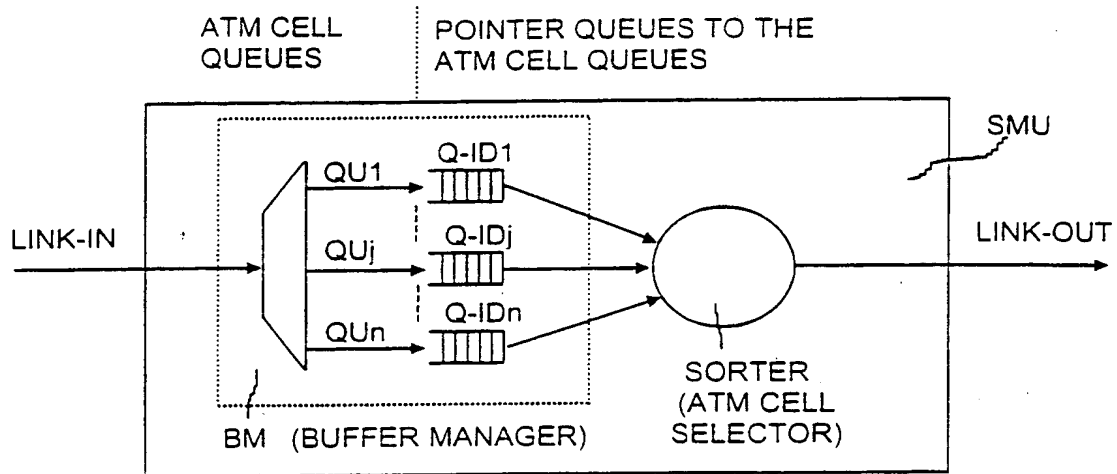 ATM CELL
QUEUES
POINTER QUEUES TO THE
ATM CELL QUEUES
SMU
Q-ID1
QU1
LINK-IN
Q-IDj
QUj
LINK-OUT
Q-IDn
QUn
SORTER
(ATM CELL
SELECTOR)
BM (BUFFER MANAGER)